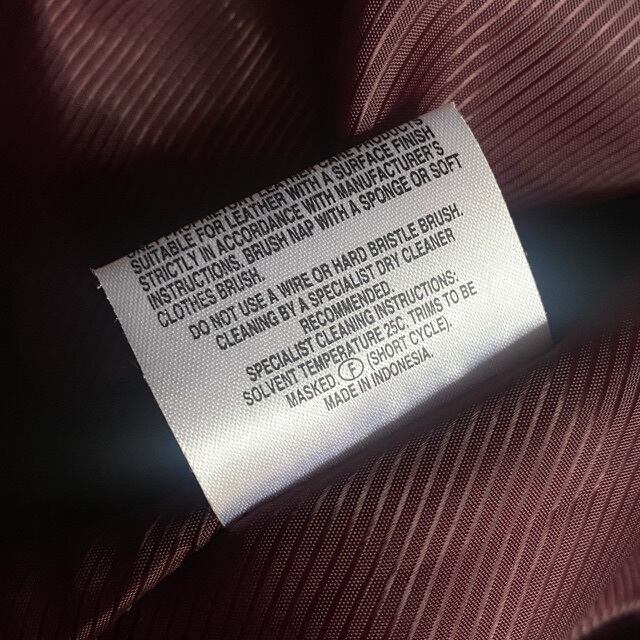 SUITABLE FOR LEATHER WITH A SURFACE FINISH
STRICTLY IN ACCORDANCE WITH MANUFACTURER'S
INSTRUCTIONS, BRUSH NAP WITH A SPONGE OR SOFT
CLOTHES BRUSH.
DO NOT USE A WIRE OR HARD BRISTLE BRUSH.
CLEANING BY A SPECIALIST DRY CLEANER
RECOMMENDED.
SPECIALIST CLEANING INSTRUCTIONS:
SOLVENT TEMPERATURE 25C, TRIMS TO BE
MASKED. Ⓕ (SHORT CYCLE).
MADE IN INDONESIA.